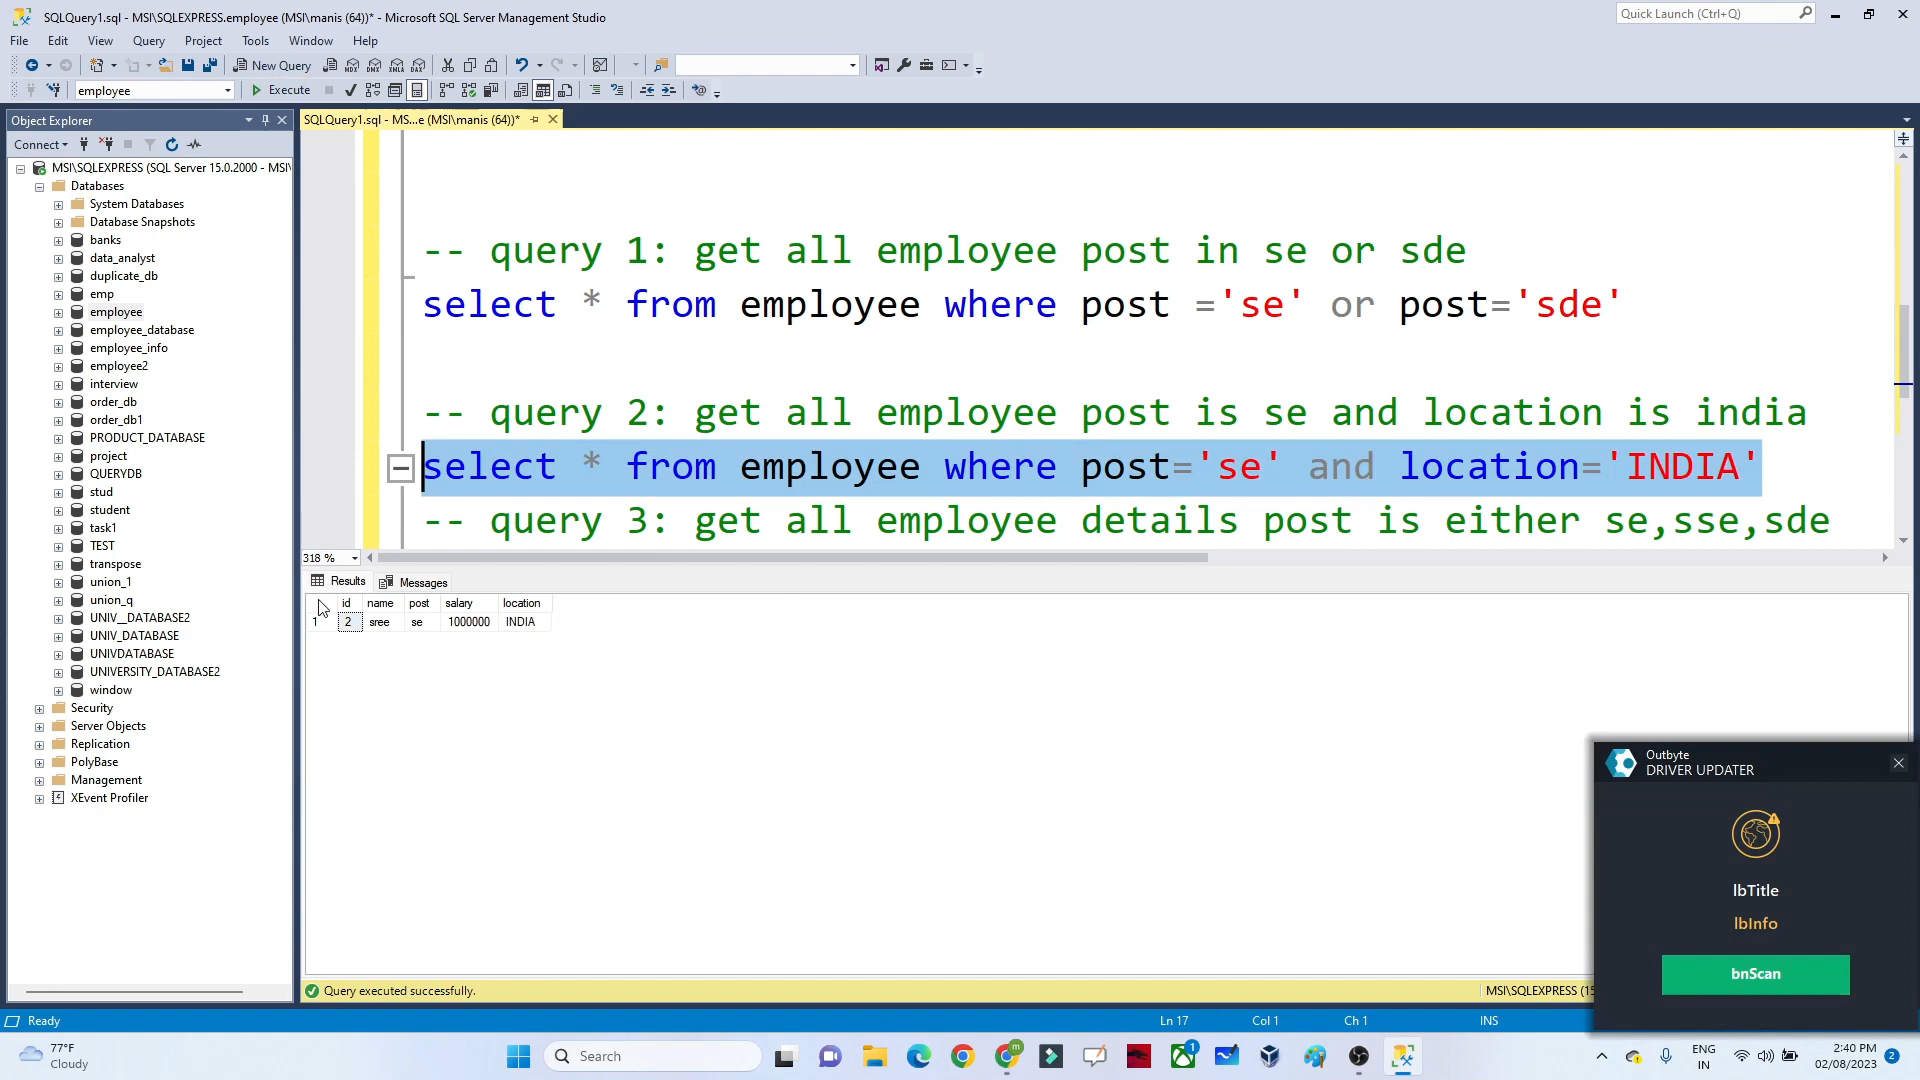 SQLQuery1.sql - MSI\SQLEXPRESS.employee (MSI\manis (64))* - Microsoft SQL Server Management Studio
Quick Launch (Ctrl+Q)
File Edit View Query Project Tools Window Help
New Query
employee
Execute
Object Explorer
SQLQuery1.sql - MS...e (MSI\manis (64))*
Connect
MSI\SQLEXPRESS (SQL Server 15.0.2000 - MSI\
Databases
System Databases
Database Snapshots
banks
data_analyst
duplicate_db
emp
employee
employee_database
employee_info
employee2
interview
order_db
order_db1
PRODUCT_DATABASE
project
QUERYDB
stud
student
task1
TEST
transpose
union_1
union_q
UNIV__DATABASE2
UNIV_DATABASE
UNIVDATABASE
UNIVERSITY_DATABASE2
window
Security
Server Objects
Replication
PolyBase
Management
XEvent Profiler
-- query 1: get all employee post in se or sde
select * from employee where post ='se' or post='sde'
-- query 2: get all employee post is se and location is india
select * from employee where post='se' and location='INDIA'
-- query 3: get all employee details post is either se,sse,sde
318 %
Results Messages
id name post salary location
1 2 sree se 1000000 INDIA
Outbyte
DRIVER UPDATER
lbTitle
lbInfo
bnScan
Query executed successfully.
MSI\SQLEXPRESS (15
Ready
Ln 17 Col 1 Ch 1 INS
77°F
Cloudy
Search
m
1
ENG
IN
2:40 PM
02/08/2023
2